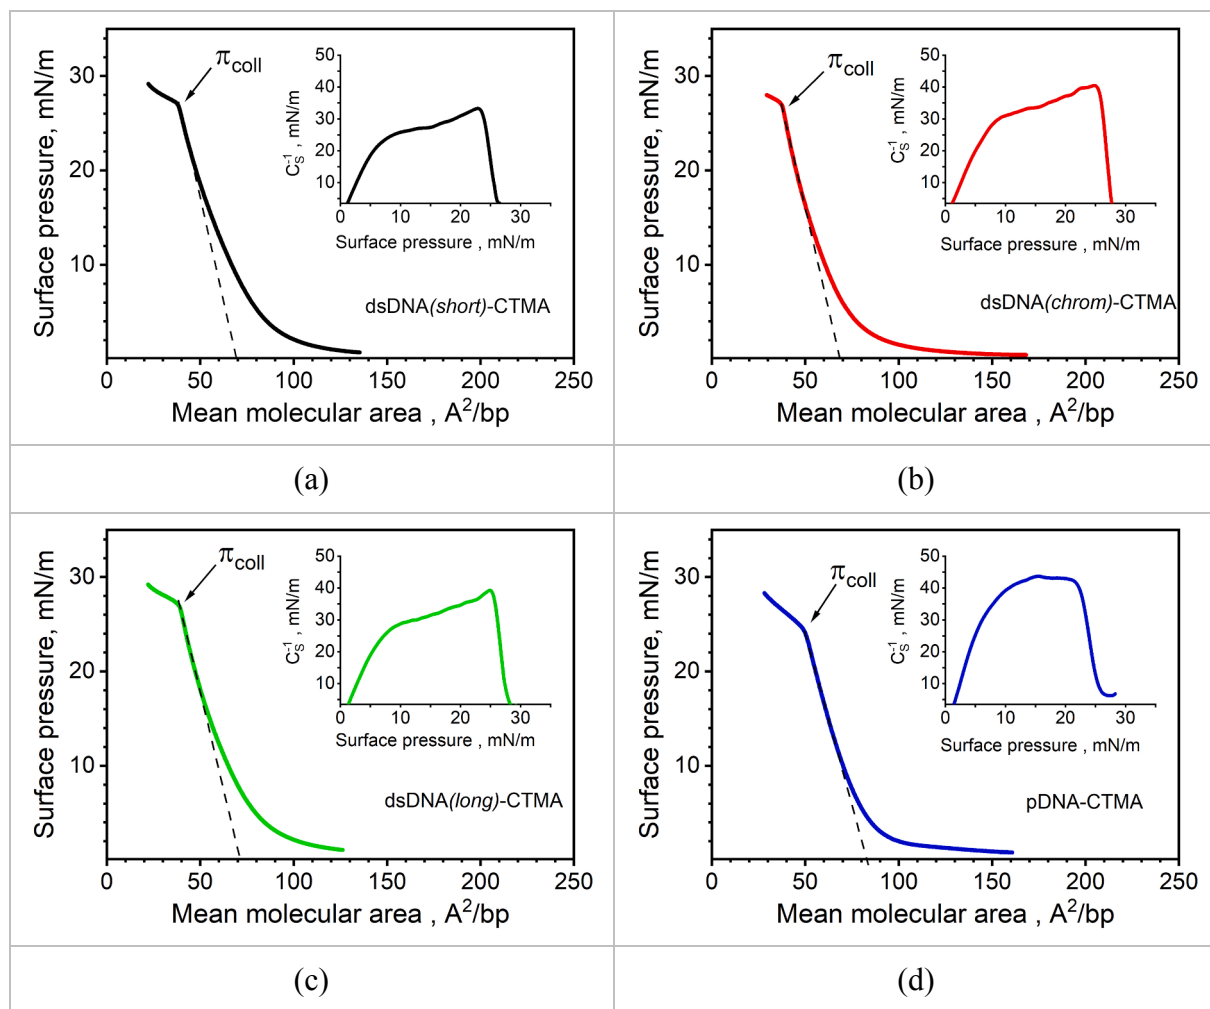 Surface pressure, mN/m
30
20
10
π_coll
C_S^-1 , mN/m
50
40
30
20
10
0 10 20 30
Surface pressure , mN/m
dsDNA(short)-CTMA
0 50 100 150 200 250
Mean molecular area , A^2/bp
(a)
Surface pressure, mN/m
30
20
10
π_coll
C_S^-1 , mN/m
50
40
30
20
10
0 10 20 30
Surface pressure , mN/m
dsDNA(chrom)-CTMA
0 50 100 150 200 250
Mean molecular area , A^2/bp
(b)
Surface pressure, mN/m
30
20
10
π_coll
C_S^-1 , mN/m
50
40
30
20
10
0 10 20 30
Surface pressure , mN/m
dsDNA(long)-CTMA
0 50 100 150 200 250
Mean molecular area , A^2/bp
(c)
Surface pressure, mN/m
30
20
10
π_coll
C_S^-1 , mN/m
50
40
30
20
10
0 10 20 30
Surface pressure , mN/m
pDNA-CTMA
0 50 100 150 200 250
Mean molecular area , A^2/bp
(d)